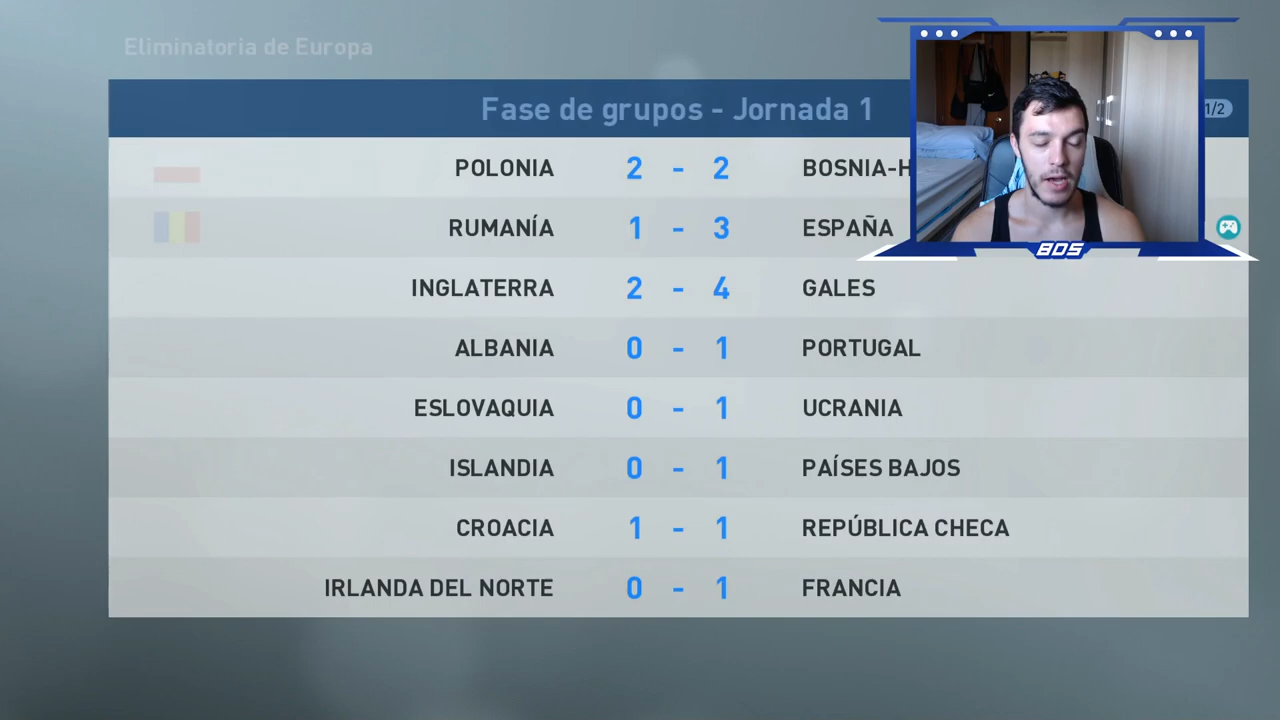 Eliminatoria de Europa
Fase de grupos - Jornada 1
1/2
POLONIA 2 - 2 BOSNIA-H
RUMANÍA 1 - 3 ESPAÑA
INGLATERRA 2 - 4 GALES
ALBANIA 0 - 1 PORTUGAL
ESLOVAQUIA 0 - 1 UCRANIA
ISLANDIA 0 - 1 PAÍSES BAJOS
CROACIA 1 - 1 REPÚBLICA CHECA
IRLANDA DEL NORTE 0 - 1 FRANCIA
BDS